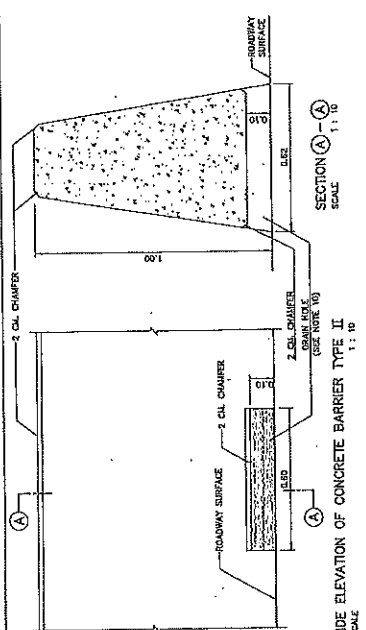 2 CM. CHAMFER
1.00
0.10
0.62
ROADWAY
SURFACE
SECTION A - A
SCALE 1 : 10
A
ROADWAY SURFACE
2 CM. CHAMFER
0.10
0.60
A
2 CM. CHAMFER
DRAIN HOLE
(SEE NOTE 10)
IDE ELEVATION OF CONCRETE BARRIER TYPE II
SCALE 1 : 10